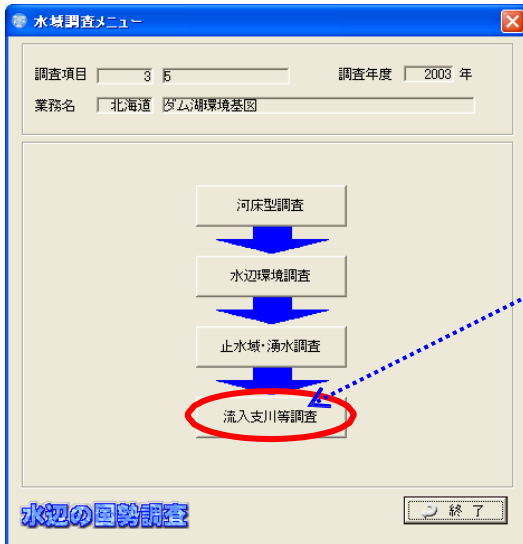 水域調査メニュー
調査項目 3 5 調査年度 2003 年
業務名 北海道 ダム湖環境基図
河床型調査
水辺環境調査
止水域・湧水調査
流入支川等調査
水辺の国勢調査
終 了